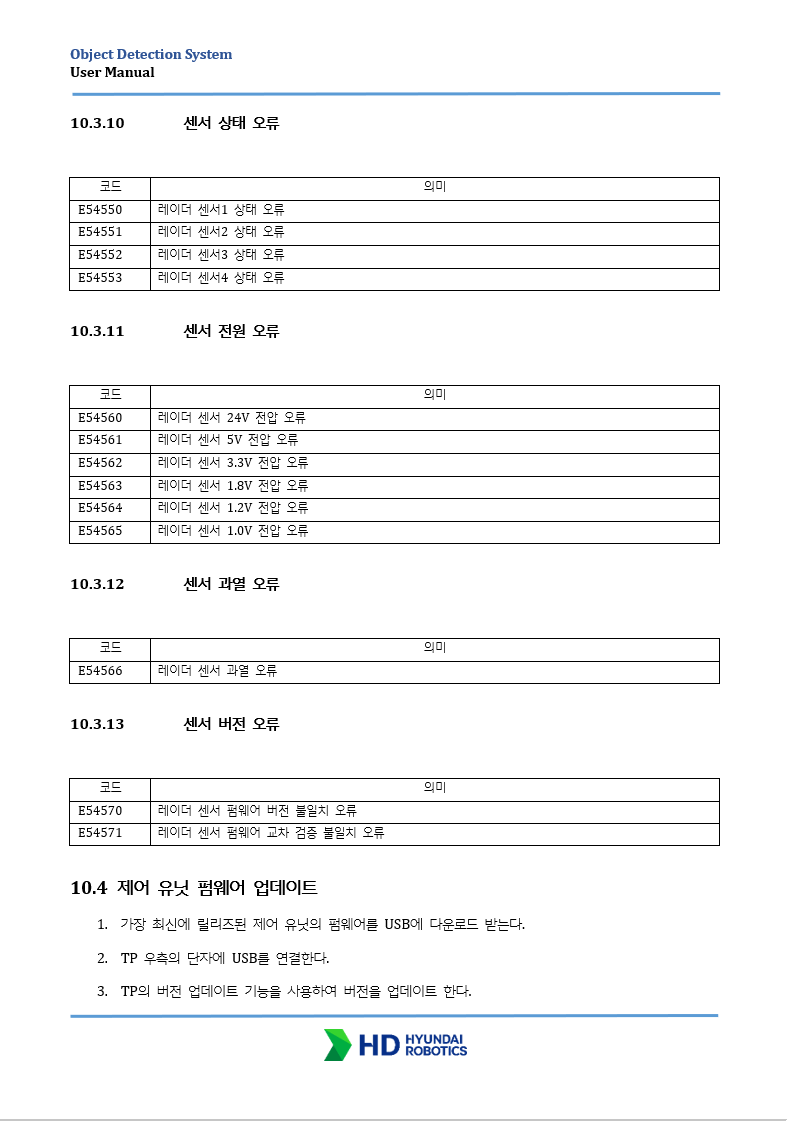 Object Detection System
User Manual
10.3.10 센서 상태 오류
코드 의미
E54550 레이더 센서1 상태 오류
E54551 레이더 센서2 상태 오류
E54552 레이더 센서3 상태 오류
E54553 레이더 센서4 상태 오류
10.3.11 센서 전원 오류
코드 의미
E54560 레이더 센서 24V 전압 오류
E54561 레이더 센서 5V 전압 오류
E54562 레이더 센서 3.3V 전압 오류
E54563 레이더 센서 1.8V 전압 오류
E54564 레이더 센서 1.2V 전압 오류
E54565 레이더 센서 1.0V 전압 오류
10.3.12 센서 과열 오류
코드 의미
E54566 레이더 센서 과열 오류
10.3.13 센서 버전 오류
코드 의미
E54570 레이더 센서 펌웨어 버전 불일치 오류
E54571 레이더 센서 펌웨어 교차 검증 불일치 오류
10.4 제어 유닛 펌웨어 업데이트
1. 가장 최신에 릴리즈된 제어 유닛의 펌웨어를 USB에 다운로드 받는다.
2. TP 우측의 단자에 USB를 연결한다.
3. TP의 버전 업데이트 기능을 사용하여 버전을 업데이트 한다.
HD HYUNDAI
ROBOTICS